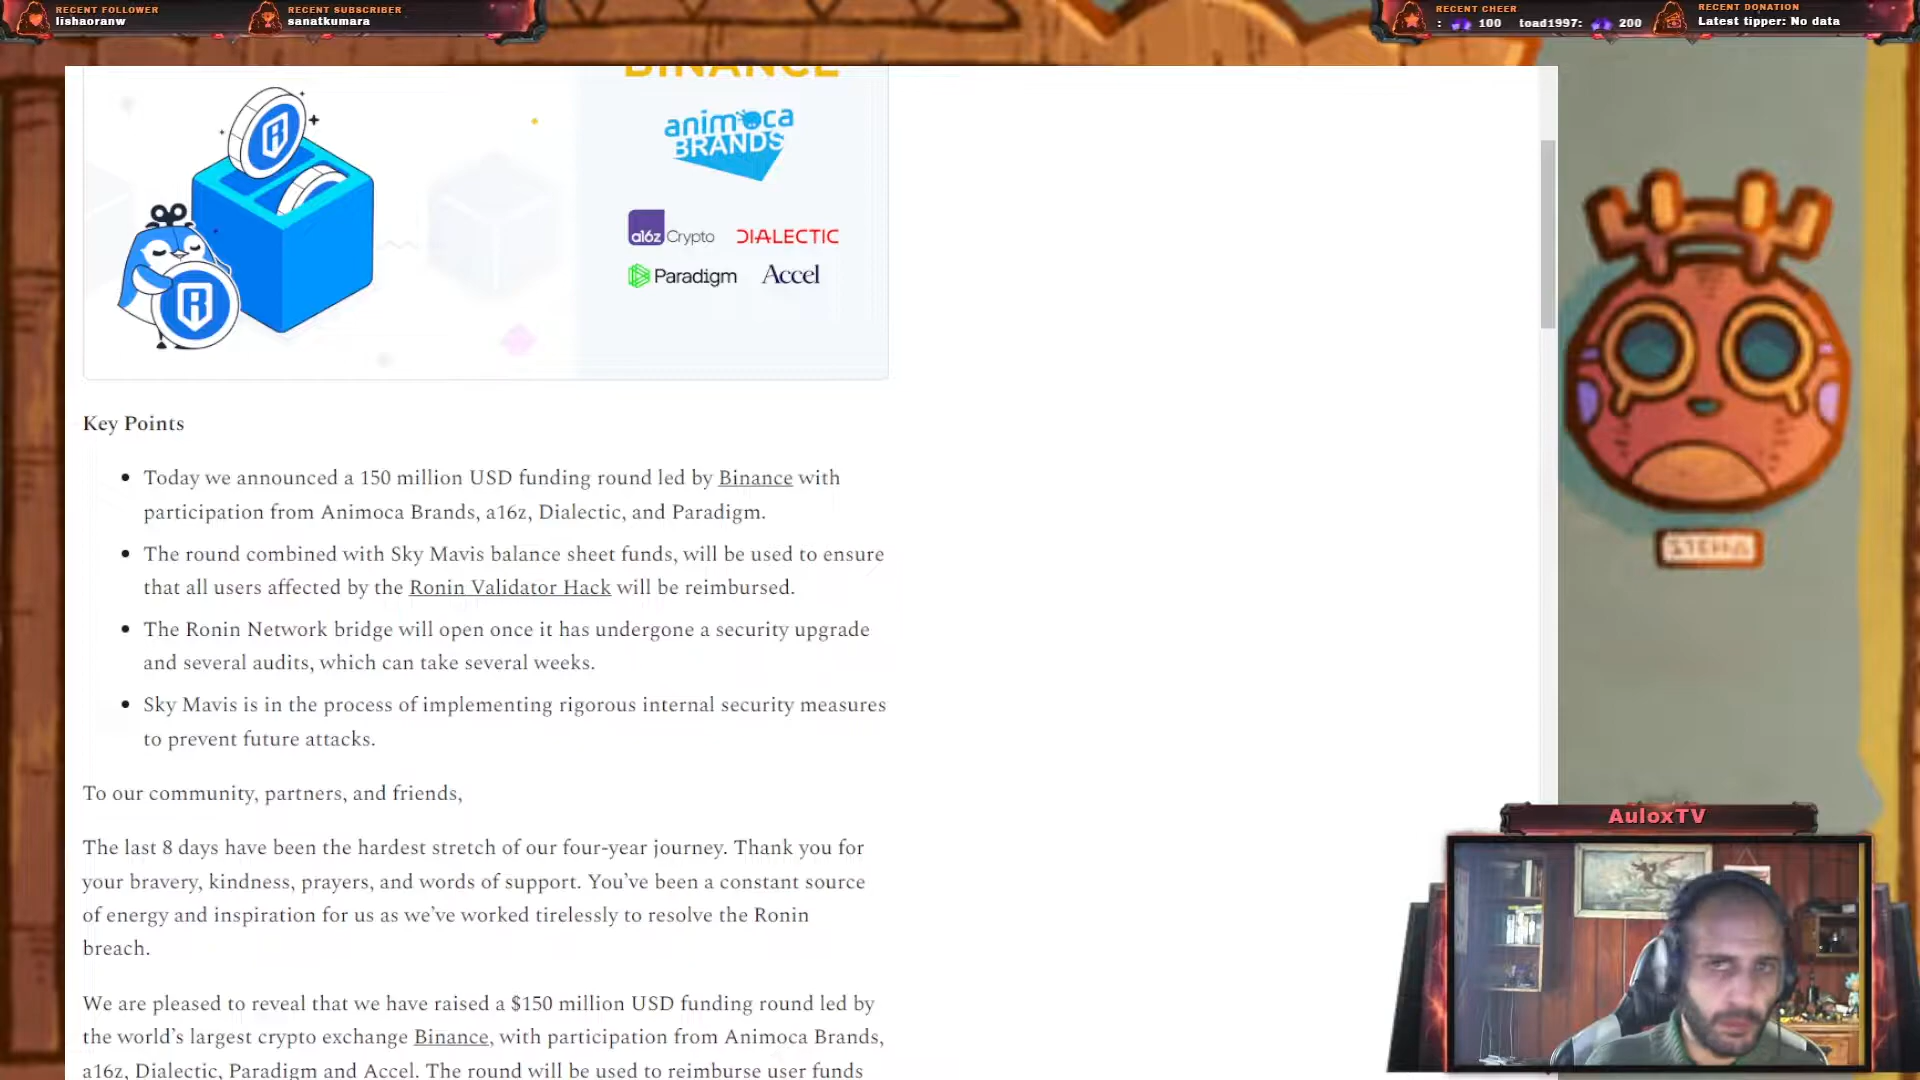 RECENT FOLLOWER
lishaoranw
RECENT SUBSCRIBER
sanatkumara
RECENT CHEER
: 100 toad1997: 200
RECENT DONATION
Latest tipper: No data
BINANCE
animoca
BRANDS
a16z Crypto DIALECTIC
Paradigm Accel
Key Points
• Today we announced a 150 million USD funding round led by Binance with
participation from Animoca Brands, a16z, Dialectic, and Paradigm.
• The round combined with Sky Mavis balance sheet funds, will be used to ensure
that all users affected by the Ronin Validator Hack will be reimbursed.
• The Ronin Network bridge will open once it has undergone a security upgrade
and several audits, which can take several weeks.
• Sky Mavis is in the process of implementing rigorous internal security measures
to prevent future attacks.
To our community, partners, and friends,
The last 8 days have been the hardest stretch of our four-year journey. Thank you for
your bravery, kindness, prayers, and words of support. You’ve been a constant source
of energy and inspiration for us as we’ve worked tirelessly to resolve the Ronin
breach.
We are pleased to reveal that we have raised a $150 million USD funding round led by
the world’s largest crypto exchange Binance, with participation from Animoca Brands,
a16z, Dialectic, Paradigm and Accel. The round will be used to reimburse user funds
AuloxTV